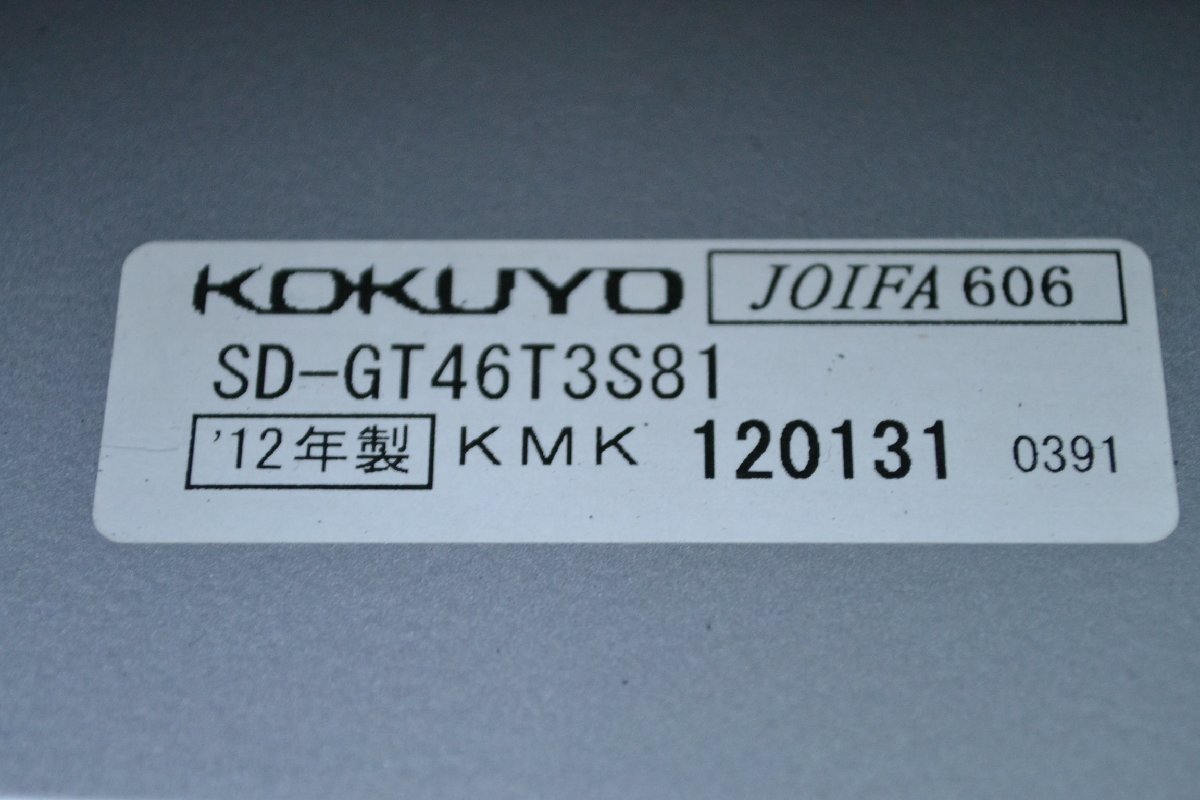 KOKUYO JOIFA 606
SD-GT46T3S81
'12年製 KMK 120131 0391